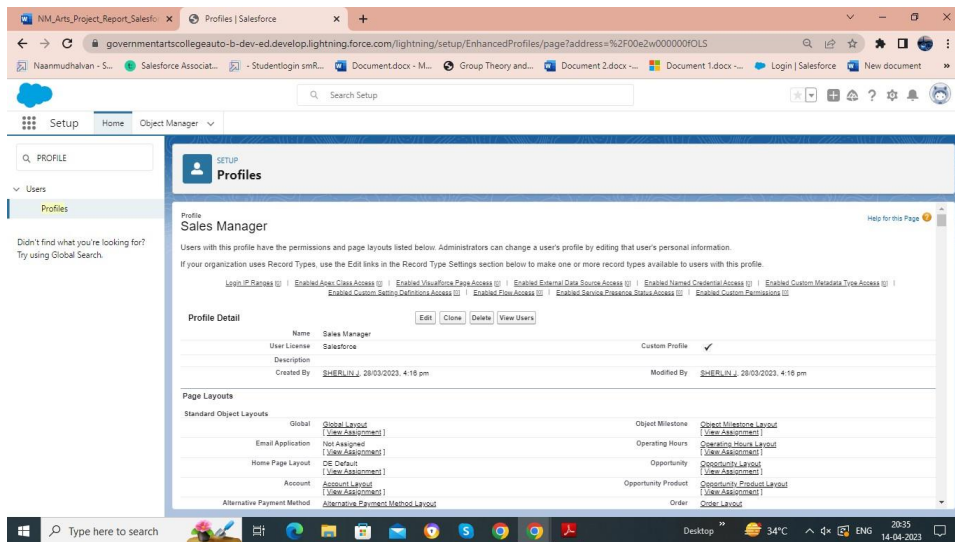 NM_Arts_Project_Report_Salesfo
Profiles | Salesforce
governmentartscollegeauto-b-dev-ed.develop.lightning.force.com/lightning/setup/EnhancedProfiles/page?address=%2F00e2w000000fOLS
Naanmudhalvan - S...
Salesforce Associat...
- Studentlogin smR...
Document.docx - M...
Group Theory and...
Document 2.docx -...
Document 1.docx -...
Login | Salesforce
New document
»
Search Setup
Setup
Home
Object Manager
PROFILE
Users
Profiles
Didn't find what you're looking for?
Try using Global Search.
SETUP
Profiles
Profile
Sales Manager
Help for this Page
Users with this profile have the permissions and page layouts listed below. Administrators can change a user's profile by editing that user's personal information.
If your organization uses Record Types, use the Edit links in the Record Type Settings section below to make one or more record types available to users with this profile.
Login IP Ranges [0] | Enabled Apex Class Access [0] | Enabled Visualforce Page Access [0] | Enabled External Data Source Access [0] | Enabled Named Credential Access [0] | Enabled Custom Metadata Type Access [0] |
Enabled Custom Setting Definitions Access [0] | Enabled Flow Access [0] | Enabled Service Presence Status Access [0] | Enabled Custom Permissions [0]
Profile Detail
Edit Clone Delete View Users
Name Sales Manager
User License Salesforce Custom Profile ✓
Description
Created By SHERLIN J, 28/03/2023, 4:16 pm Modified By SHERLIN J, 28/03/2023, 4:16 pm
Page Layouts
Standard Object Layouts
Global Global Layout Object Milestone Object Milestone Layout
[ View Assignment ] [ View Assignment ]
Email Application Not Assigned Operating Hours Operating Hours Layout
[ View Assignment ] [ View Assignment ]
Home Page Layout DE Default Opportunity Opportunity Layout
[ View Assignment ] [ View Assignment ]
Account Account Layout Opportunity Product Opportunity Product Layout
[ View Assignment ] [ View Assignment ]
Alternative Payment Method Alternative Payment Method Layout Order Order Layout
Type here to search
Desktop
»
34°C
ENG
20:35
14-04-2023